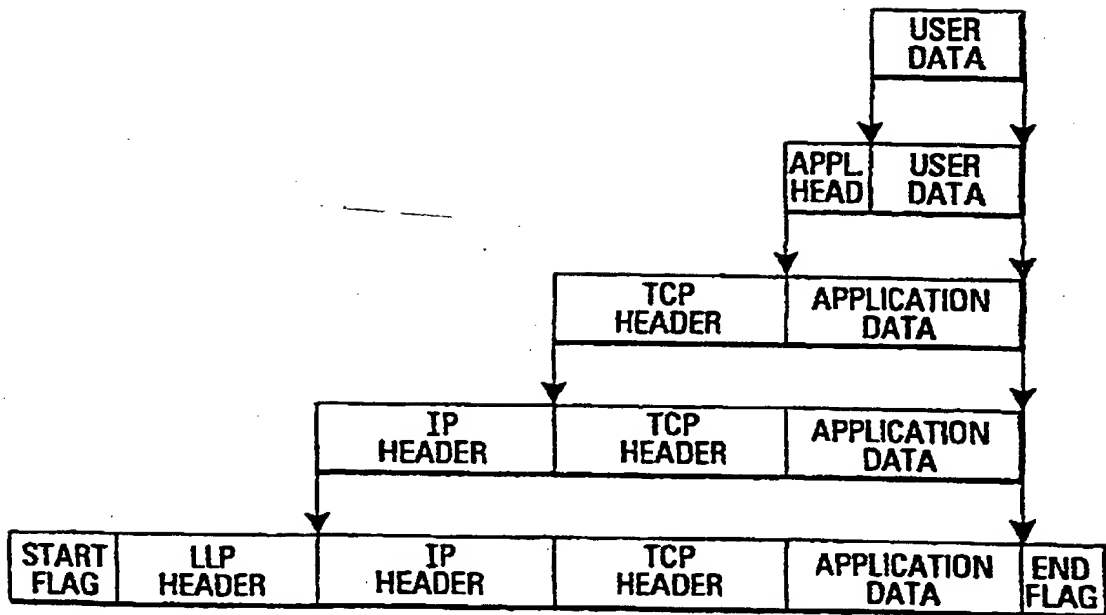 USER
DATA
APPL.
HEAD
USER
DATA
TCP
HEADER
APPLICATION
DATA
IP
HEADER
TCP
HEADER
APPLICATION
DATA
START
FLAG
LLP
HEADER
IP
HEADER
TCP
HEADER
APPLICATION
DATA
END
FLAG